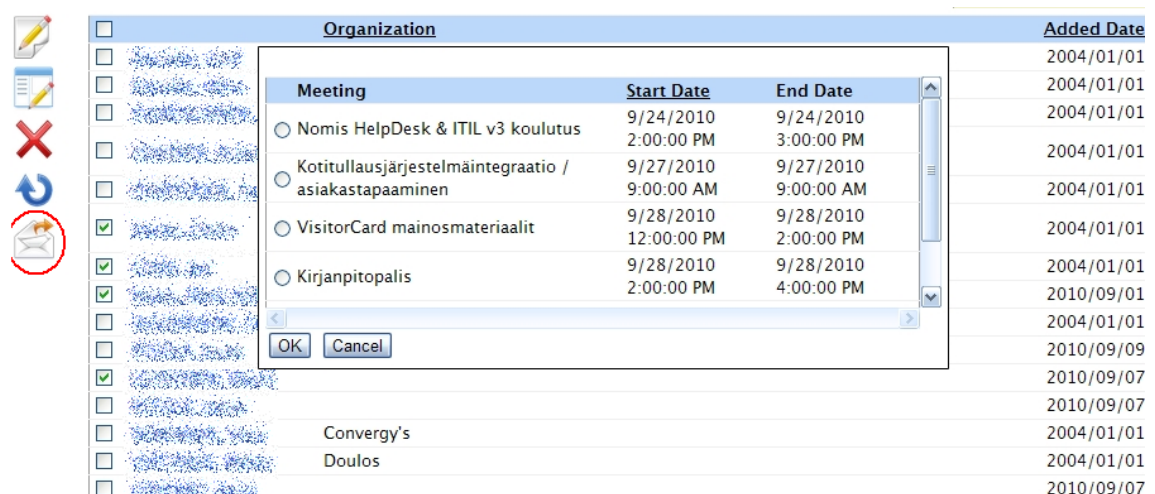 Organization Added Date
2004/01/01
2004/01/01
2004/01/01
2004/01/01
2004/01/01
2004/01/01
2004/01/01
2010/09/01
2004/01/01
2010/09/09
2010/09/07
2010/09/07
Convergy's 2004/01/01
Doulos 2004/01/01
2010/09/07
Meeting Start Date End Date
Nomis HelpDesk & ITIL v3 koulutus 9/24/2010 2:00:00 PM 9/24/2010 3:00:00 PM
Kotitullausjärjestelmäintegraatio /
asiakastapaaminen 9/27/2010 9:00:00 AM 9/27/2010 9:00:00 AM
VisitorCard mainosmateriaalit 9/28/2010 12:00:00 PM 9/28/2010 2:00:00 PM
Kirjanpitopalis 9/28/2010 2:00:00 PM 9/28/2010 4:00:00 PM
OK Cancel